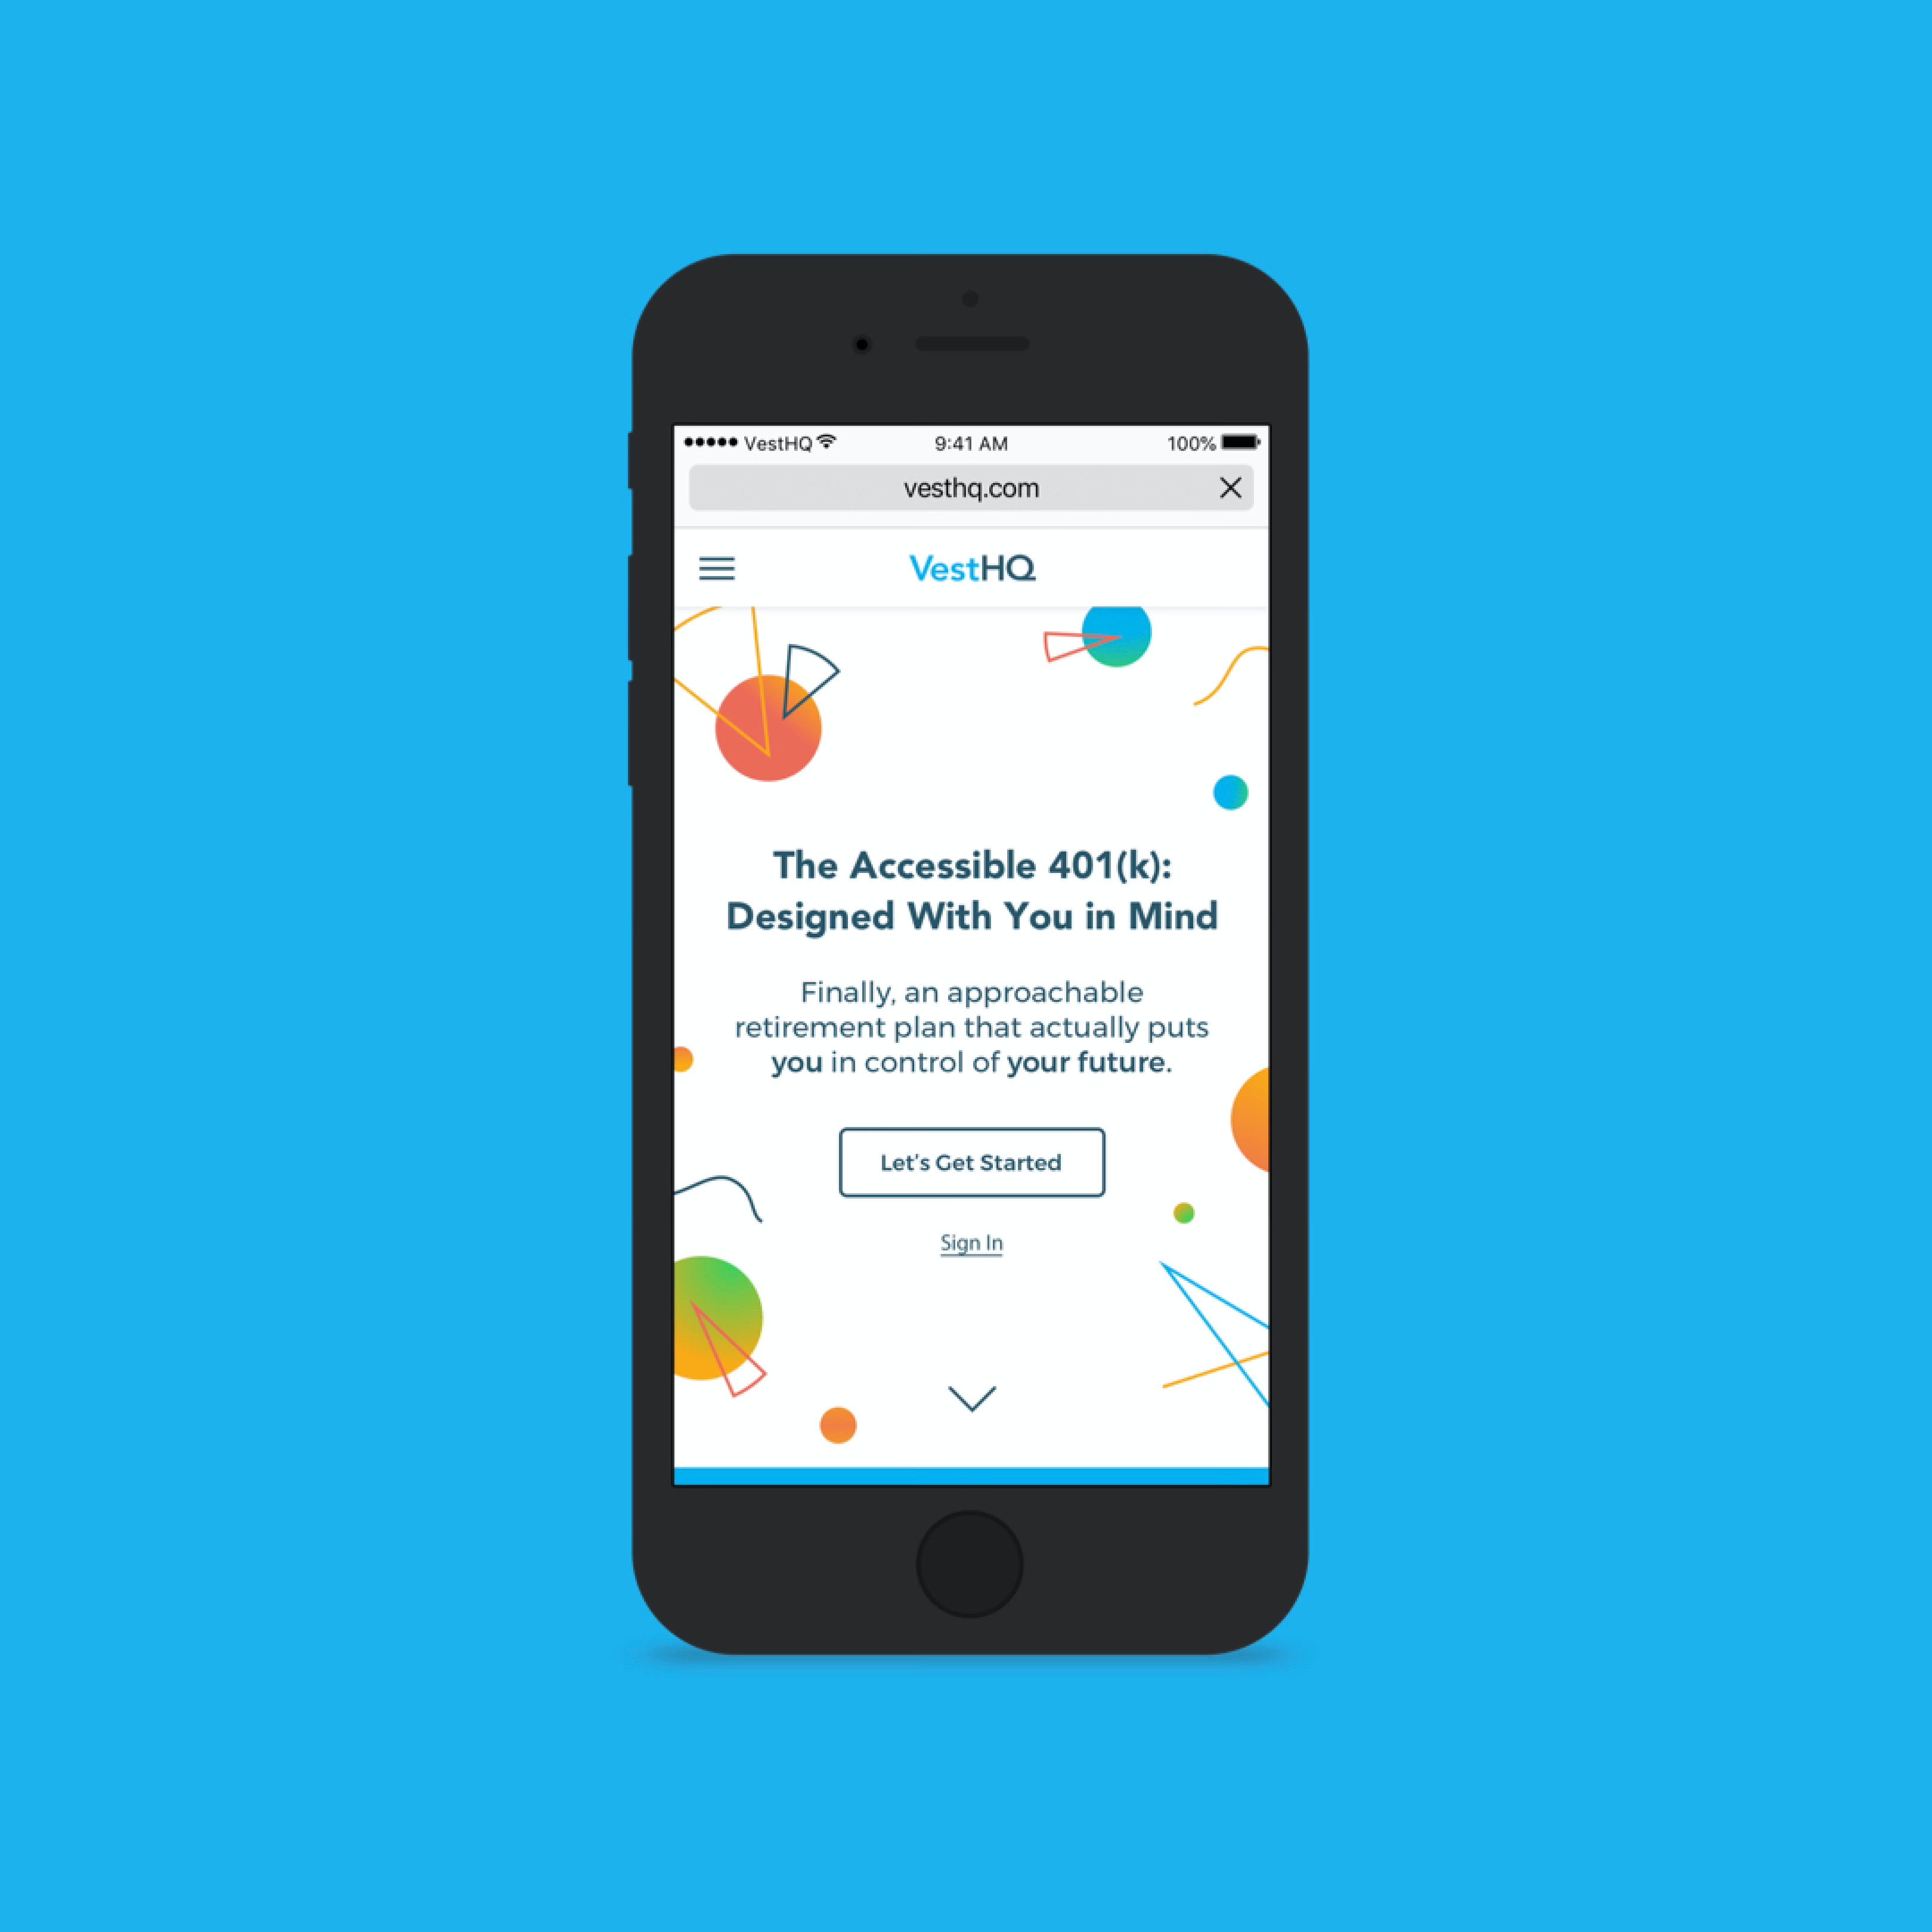 VestHQ 9:41 AM 100%
vesthq.com
VestHQ
The Accessible 401(k):
Designed With You in Mind
Finally, an approachable
retirement plan that actually puts
you in control of your future.
Let's Get Started
Sign In